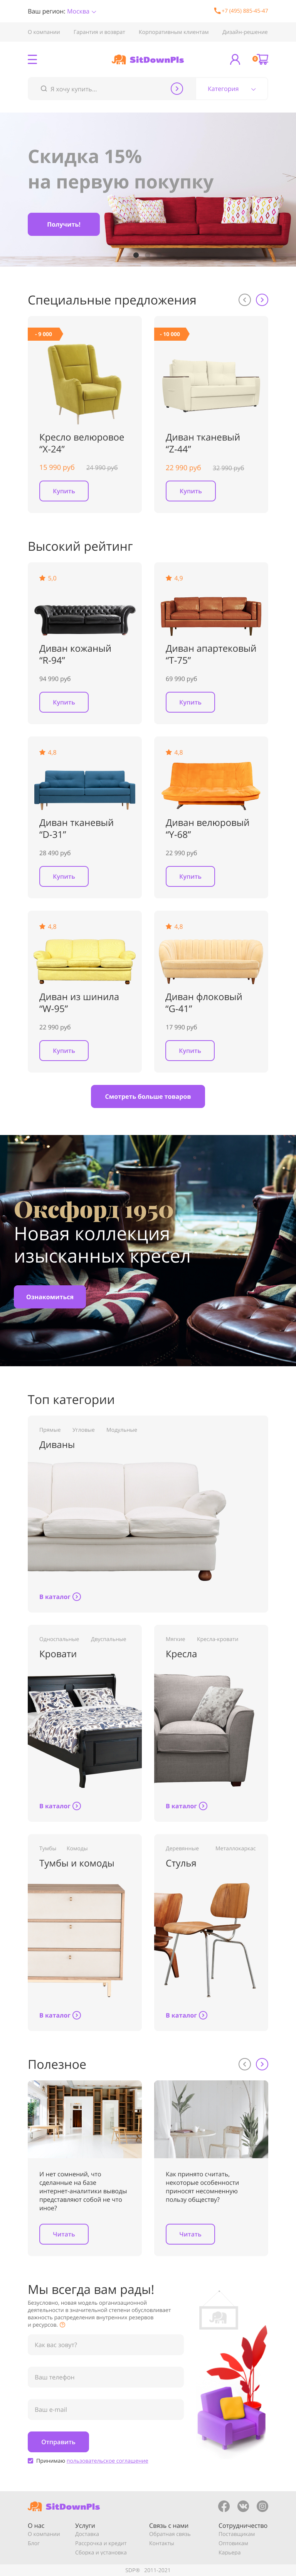 Ваш регион: Москва
+7 (495) 885-45-47
О компании Гарантия и возврат Корпоративным клиентам Дизайн-решение
SitDownPls
0
Я хочу купить...
Категория
Скидка 15%
на первую покупку
Получить!
Специальные предложения
- 9 000
Кресло велюровое
“X-24”
15 990 руб 24 990 руб
Купить
- 10 000
Диван тканевый
“Z-44”
22 990 руб 32 990 руб
Купить
Высокий рейтинг
5,0
Диван кожаный
“R-94”
94 990 руб
Купить
4,9
Диван апартековый
“T-75”
69 990 руб
Купить
4,8
Диван тканевый
“D-31”
28 490 руб
Купить
4,8
Диван велюровый
“Y-68”
22 990 руб
Купить
4,8
Диван из шинила
“W-95”
22 990 руб
Купить
4,8
Диван флоковый
“G-41”
17 990 руб
Купить
Смотреть больше товаров
Оксфорд 1950
Новая коллекция
изысканных кресел
Ознакомиться
Топ категории
Прямые Угловые Модульные
Диваны
В каталог
Односпальные Двуспальные
Кровати
В каталог
Мягкие Кресла-кровати
Кресла
В каталог
Тумбы Комоды
Тумбы и комоды
В каталог
Деревянные Металлокаркас
Стулья
В каталог
Полезное
И нет сомнений, что
сделанные на базе
интернет-аналитики выводы
представляют собой не что
иное?
Читать
Как принято считать,
некоторые особенности
приносят несомненную
пользу обществу?
Читать
Мы всегда вам рады!
Безусловно, новая модель организационной
деятельности в значительной степени обусловливает
важность распределения внутренних резервов
и ресурсов.
Как вас зовут?
Ваш телефон
Ваш e-mail
Отправить
Принимаю пользовательское соглашение
SitDownPls
О нас
О компании
Блог
Услуги
Доставка
Рассрочка и кредит
Сборка и установка
Связь с нами
Обратная связь
Контакты
Сотрудничество
Поставщикам
Оптовикам
Карьера
SDP® 2011-2021